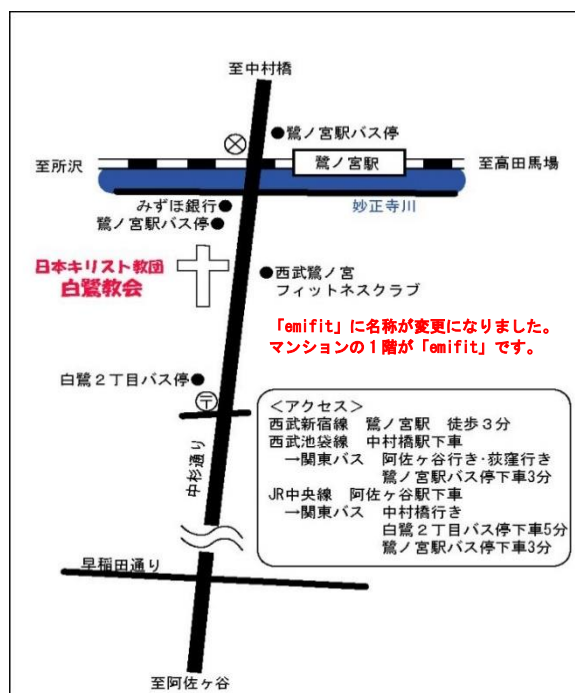 至中村橋
●鷺ノ宮駅バス停
至所沢
鷺ノ宮駅
至高田馬場
みずほ銀行●
妙正寺川
鷺ノ宮駅バス停●
日本キリスト教団
白鷺教会
●西武鷺ノ宮
フィットネスクラブ
「emifit」に名称が変更になりました。
マンションの1階が「emifit」です。
白鷺2丁目バス停●
〒
中杉通り
＜アクセス＞
西武新宿線 鷺ノ宮駅 徒歩3分
西武池袋線 中村橋駅下車
→関東バス 阿佐ヶ谷行き・荻窪行き
鷺ノ宮駅バス停下車3分
JR中央線 阿佐ヶ谷駅下車
→関東バス 中村橋行き
白鷺2丁目バス停下車5分
鷺ノ宮駅バス停下車3分
早稲田通り
至阿佐ヶ谷